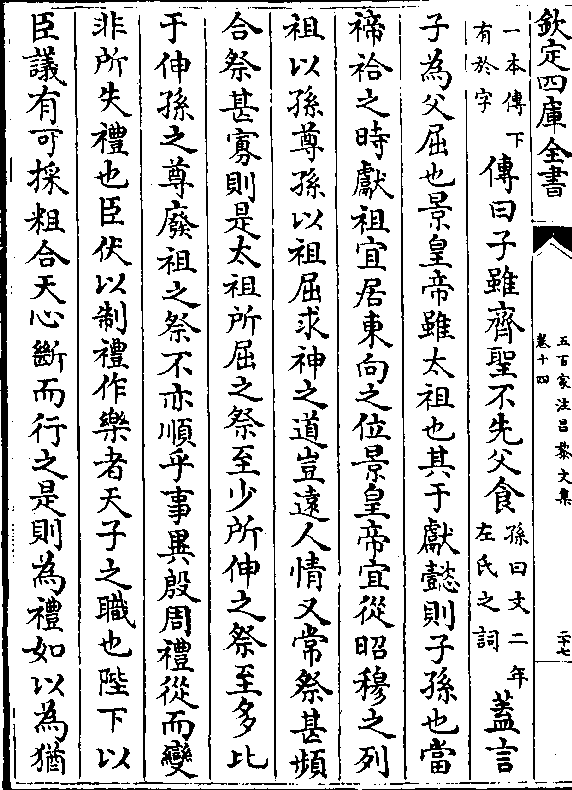 欽定四庫全書
五百家注昌黎文集
卷十四
二十七
一本傳下有於字 傳曰子雖齊聖不先父食 孫曰文二年左氏之詞 蓋言
子為父屈也景皇帝雖太祖也其于獻懿則子孫也當
禘祫之時獻祖宜居東向之位景皇帝宜從昭穆之列
祖以孫尊孫以祖屈求神之道豈遠人情又常祭甚頻
合祭甚寡則是太祖所屈之祭至少所伸之祭至多比
于伸孫之尊廢祖之祭不亦順乎事異殷周禮從而變
非所失禮也臣伏以制禮作樂者天子之職也陛下以
臣議有可採粗合天心斷而行之是則為禮如以為猶